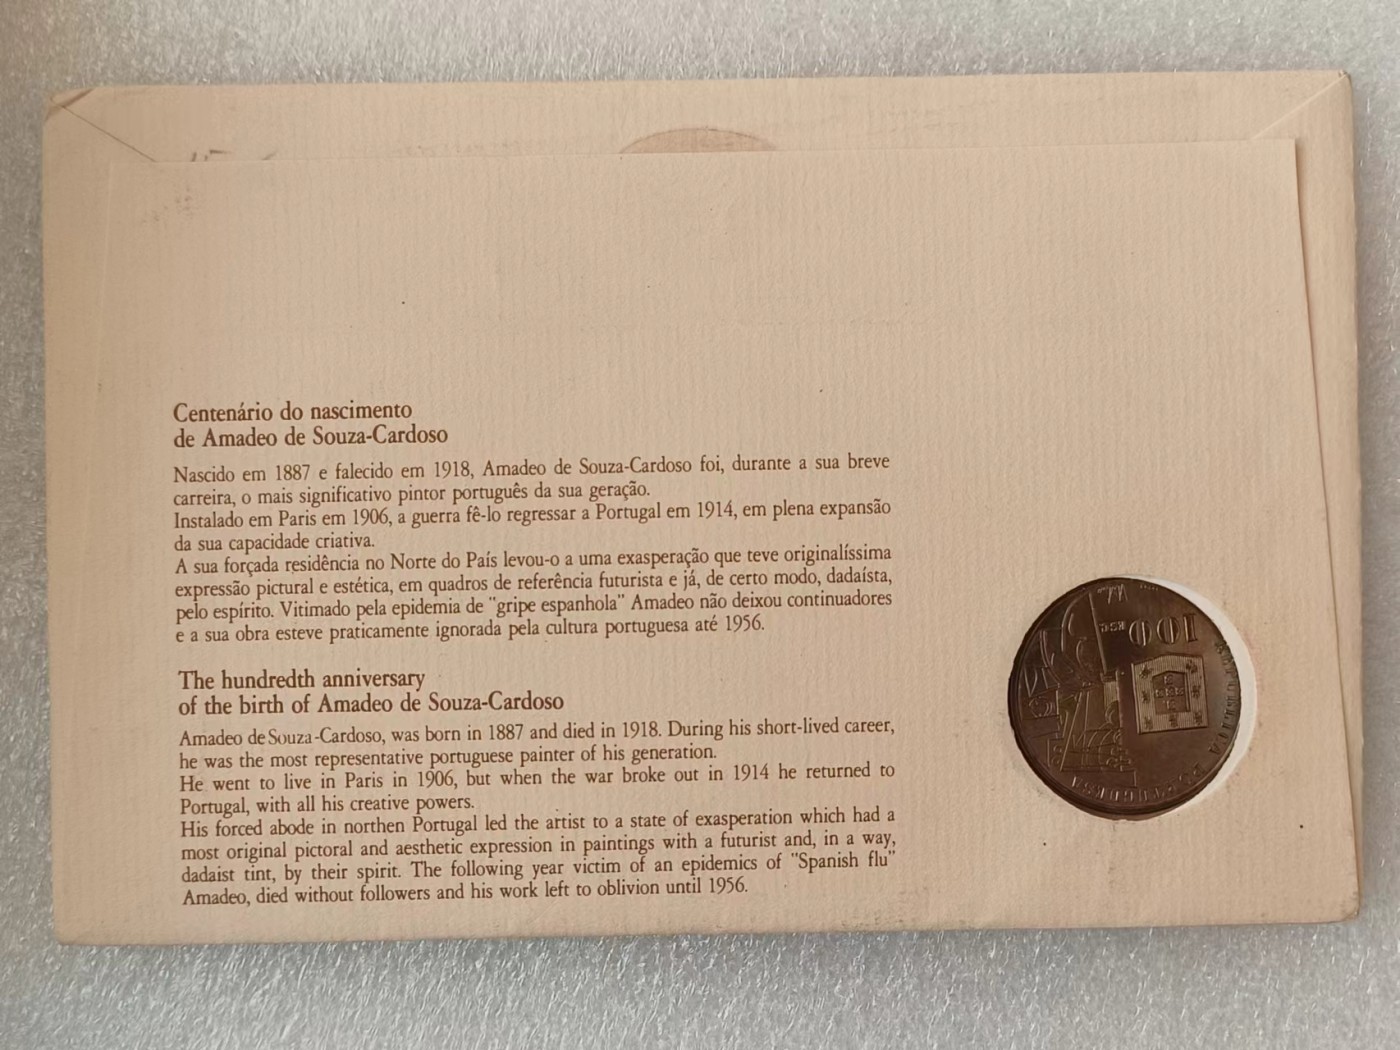 Centenário do nascimento
de Amadeo de Souza-Cardoso
Nascido em 1887 e falecido em 1918, Amadeo de Souza-Cardoso foi, durante a sua breve
carreira, o mais significativo pintor português da sua geração.
Instalado em Paris em 1906, a guerra fê-lo regressar a Portugal em 1914, em plena expansão
da sua capacidade criativa.
A sua forçada residência no Norte do País levou-o a uma exasperação que teve originalíssima
expressão pictural e estética, em quadros de referência futurista e já, de certo modo, dadaísta,
pelo espírito. Vitimado pela epidemia de "gripe espanhola" Amadeo não deixou continuadores
e a sua obra esteve praticamente ignorada pela cultura portuguesa até 1956.
The hundredth anniversary
of the birth of Amadeo de Souza-Cardoso
Amadeo de Souza-Cardoso, was born in 1887 and died in 1918. During his short-lived career,
he was the most representative portuguese painter of his generation.
He went to live in Paris in 1906, but when the war broke out in 1914 he returned to
Portugal, with all his creative powers.
His forced abode in northen Portugal led the artist to a state of exasperation which had a
most original pictoral and aesthetic expression in paintings with a futurist and, in a way,
dadaist tint, by their spirit. The following year victim of an epidemics of "Spanish flu"
Amadeo, died without followers and his work left to oblivion until 1956.
100 ESC.
REPUBLICA PORTUGUESA